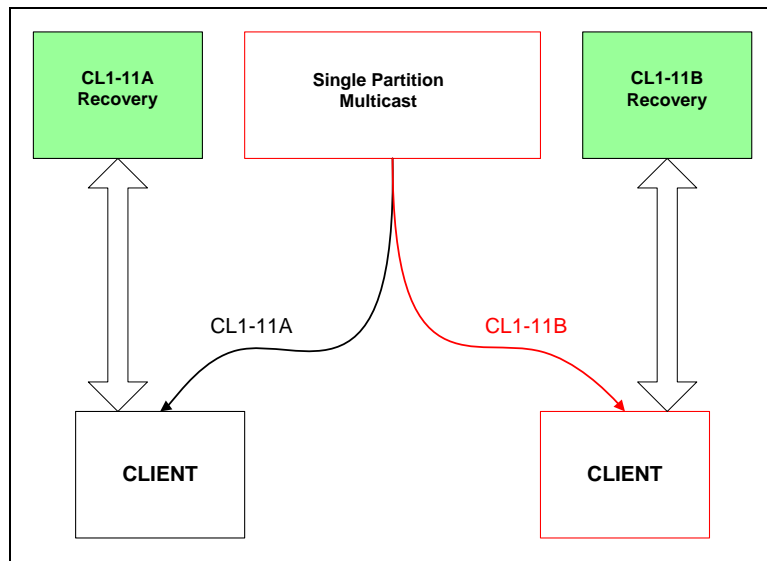 CL1-11A
Recovery
Single Partition
Multicast
CL1-11B
Recovery
CL1-11A
CL1-11B
CLIENT
CLIENT